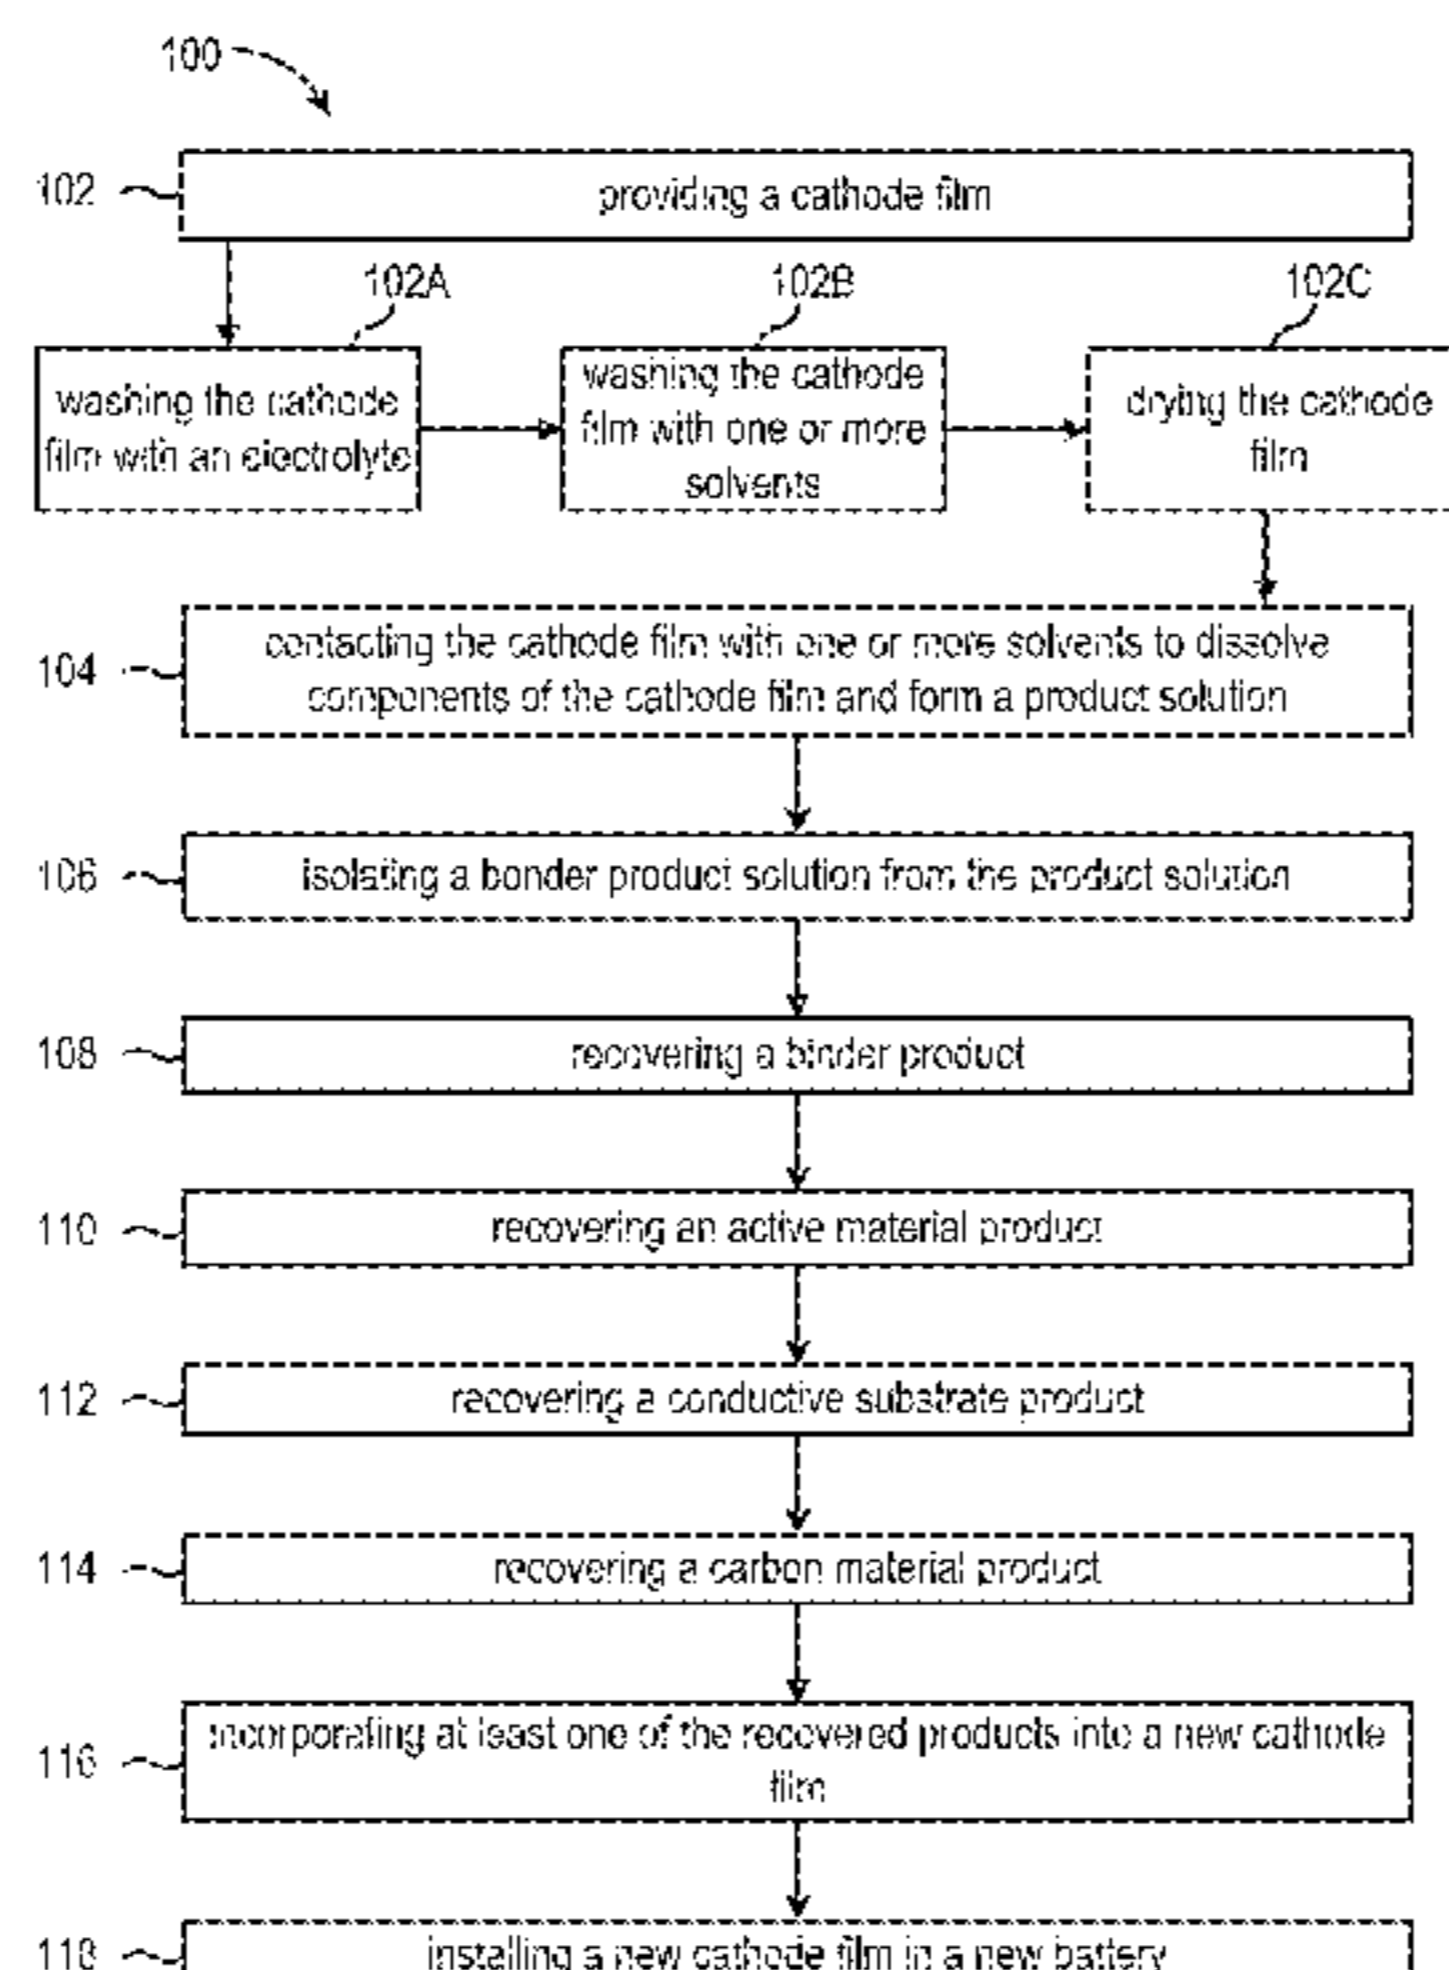 100
102
providing a cathode film
102A
102B
102C
washing the cathode
film with an electrolyte
washing the cathode
film with one or more
solvents
drying the cathode
film
104
contacting the cathode film with one or more solvents to dissolve
components of the cathode film and form a product solution
106
isolating a bonder product solution from the product solution
108
recovering a binder product
110
recovering an active material product
112
recovering a conductive substrate product
114
recovering a carbon material product
116
incorporating at least one of the recovered products into a new cathode
film
118
installing a new cathode film in a new battery